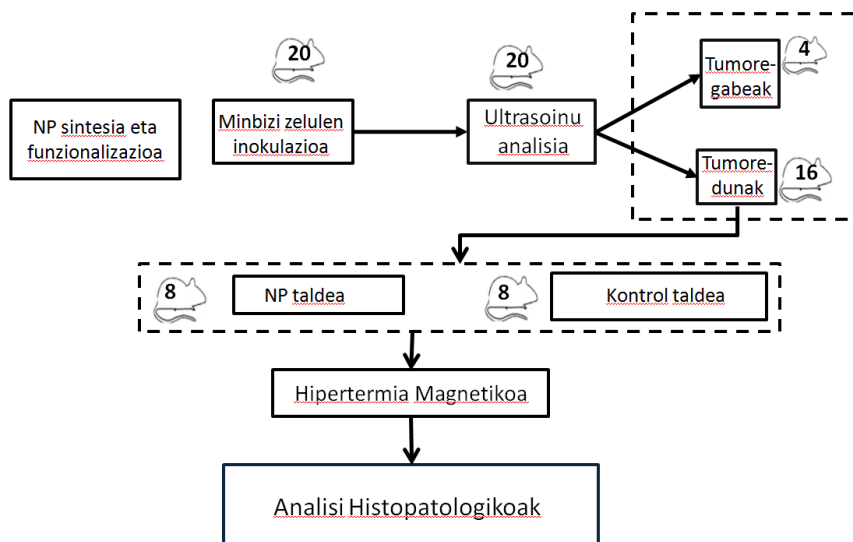 20
20
4
NP sintesia eta
funzionalizazioa
Minbizi zelulen
inokulazioa
Ultrasoinu
analisia
Tumore-
gabeak
Tumore-
dunak
16
8
NP taldea
8
Kontrol taldea
Hipertermia Magnetikoa
Analisi Histopatologikoak